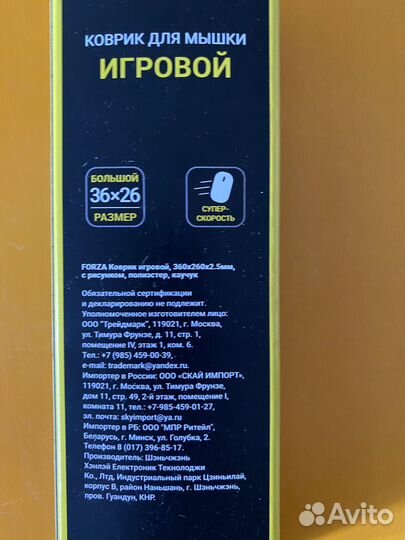 КОВРИК ДЛЯ МЫШКИ
ИГРОВОЙ
БОЛЬШОЙ
36×26
РАЗМЕР
СУПЕР-
СКОРОСТЬ
FORZA Коврик игровой, 360х260х2.5мм,
с рисунком, полиэстер, каучук
Обязательной сертификации
и декларированию не подлежит.
Уполномоченное изготовителем лицо:
ООО "Трейдмарк", 119021, г. Москва,
ул. Тимура Фрунзе, д. 11, стр. 1,
помещение IV, этаж 1, ком. 6.
Тел.: +7 (985) 459-00-39,
e-mail: trademark@yandex.ru.
Импортер в России: ООО «СКАЙ ИМПОРТ»,
119021, г. Москва, ул. Тимура Фрунзе,
дом 11, стр. 49, 2-й этаж, помещение I,
комната 11, тел.: +7-985-459-01-27,
эл. почта: skyimport@ya.ru
Импортер в РБ: ООО "МПР Ритейл",
Беларусь, г. Минск, ул. Голубка, 2.
Телефон 8 (017) 396-85-17.
Производитель: Шэньчжэнь
Хэнлэй Електроник Текнолоджи
Ко., Лтд, Индустриальный парк Цзиньилай,
корпус B, район Наньшань, г. Шэньчжэнь,
пров. Гуандун, КНР.
Avito